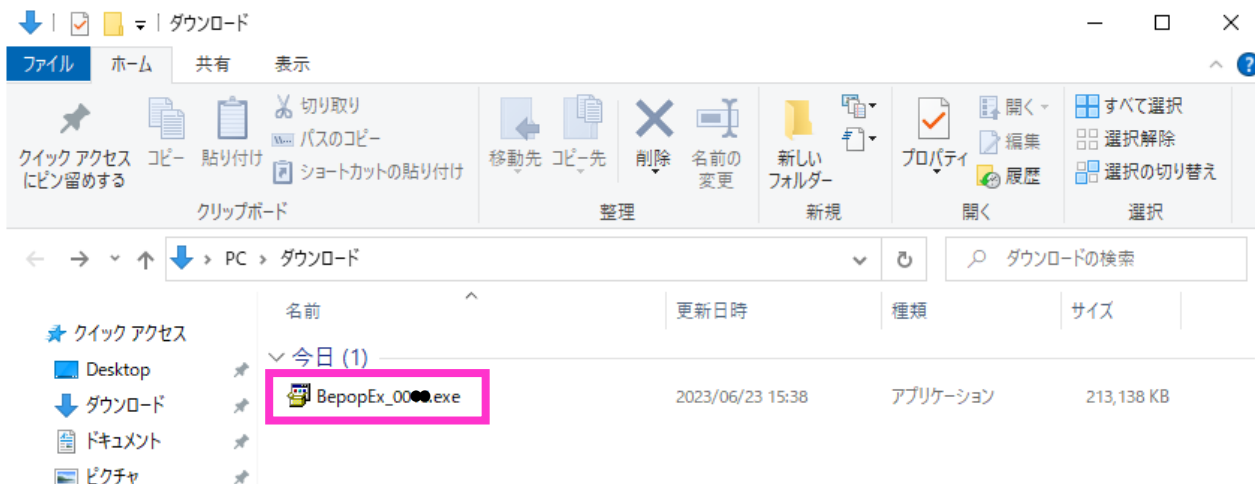 ダウンロード
ファイル ホーム 共有 表示
クイック アクセス
にピン留めする
コピー
貼り付け
切り取り
パスのコピー
ショートカットの貼り付け
クリップボード
移動先
コピー先
削除
名前の
変更
整理
新しい
フォルダー
新規
プロパティ
開く
編集
履歴
開く
すべて選択
選択解除
選択の切り替え
選択
PC › ダウンロード
ダウンロードの検索
名前 更新日時 種類 サイズ
クイック アクセス
Desktop
ダウンロード
ドキュメント
ピクチャ
今日 (1)
BepopEx_00●●.exe 2023/06/23 15:38 アプリケーション 213,138 KB